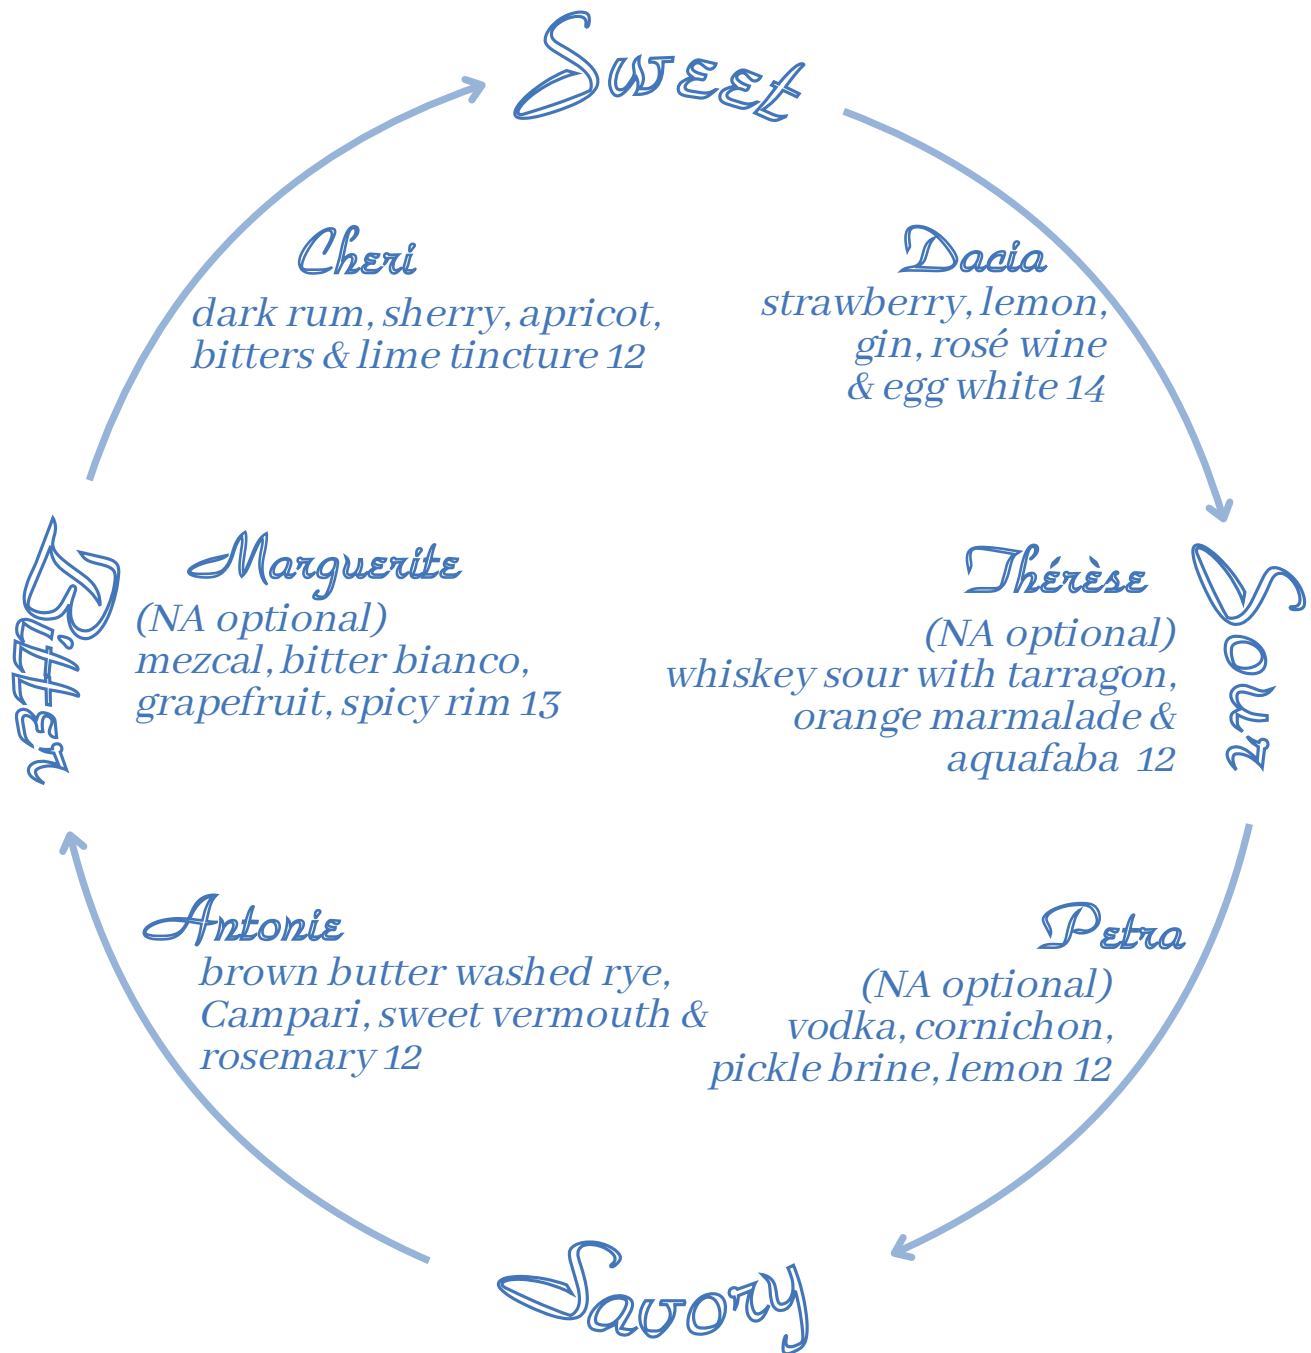 Sweet
Cheri
dark rum, sherry, apricot,
bitters & lime tincture 12
Dacia
strawberry, lemon,
gin, rosé wine
& egg white 14
Bitter
Marguerite
(NA optional)
mezcal, bitter bianco,
grapefruit, spicy rim 13
Thérèse
(NA optional)
whiskey sour with tarragon,
orange marmalade &
aquafaba 12
Sour
Antonie
brown butter washed rye,
Campari, sweet vermouth &
rosemary 12
Petra
(NA optional)
vodka, cornichon,
pickle brine, lemon 12
Savory